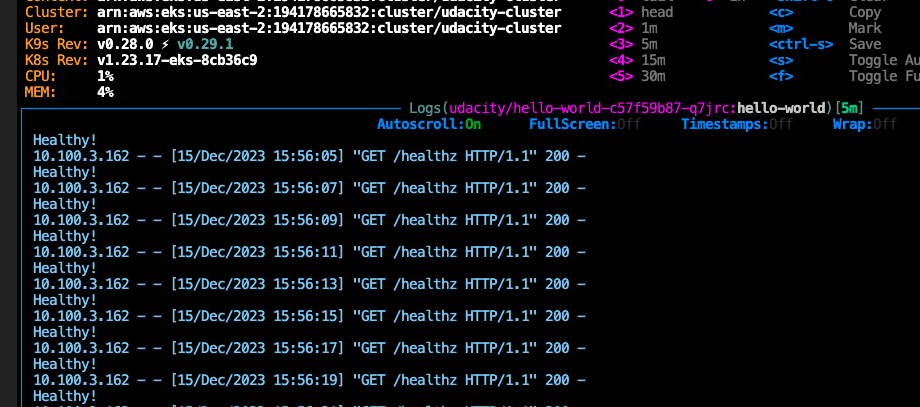 Cluster: arn:aws:eks:us-east-2:194178665832:cluster/udacity-cluster <1> head <c> Copy
User: arn:aws:eks:us-east-2:194178665832:cluster/udacity-cluster <2> 1m <m> Mark
K9s Rev: v0.28.0 ⚡ v0.29.1 <3> 5m <ctrl-s> Save
K8s Rev: v1.23.17-eks-8cb36c9 <4> 15m <s> Toggle Au
CPU: 1% <5> 30m <f> Toggle Fu
MEM: 4%
Logs(udacity/hello-world-c57f59b87-q7jrc:hello-world)[5m]
Autoscroll:On FullScreen:Off Timestamps:Off Wrap:Off
Healthy!
10.100.3.162 - - [15/Dec/2023 15:56:05] "GET /healthz HTTP/1.1" 200 -
Healthy!
10.100.3.162 - - [15/Dec/2023 15:56:07] "GET /healthz HTTP/1.1" 200 -
Healthy!
10.100.3.162 - - [15/Dec/2023 15:56:09] "GET /healthz HTTP/1.1" 200 -
Healthy!
10.100.3.162 - - [15/Dec/2023 15:56:11] "GET /healthz HTTP/1.1" 200 -
Healthy!
10.100.3.162 - - [15/Dec/2023 15:56:13] "GET /healthz HTTP/1.1" 200 -
Healthy!
10.100.3.162 - - [15/Dec/2023 15:56:15] "GET /healthz HTTP/1.1" 200 -
Healthy!
10.100.3.162 - - [15/Dec/2023 15:56:17] "GET /healthz HTTP/1.1" 200 -
Healthy!
10.100.3.162 - - [15/Dec/2023 15:56:19] "GET /healthz HTTP/1.1" 200 -
Healthy!